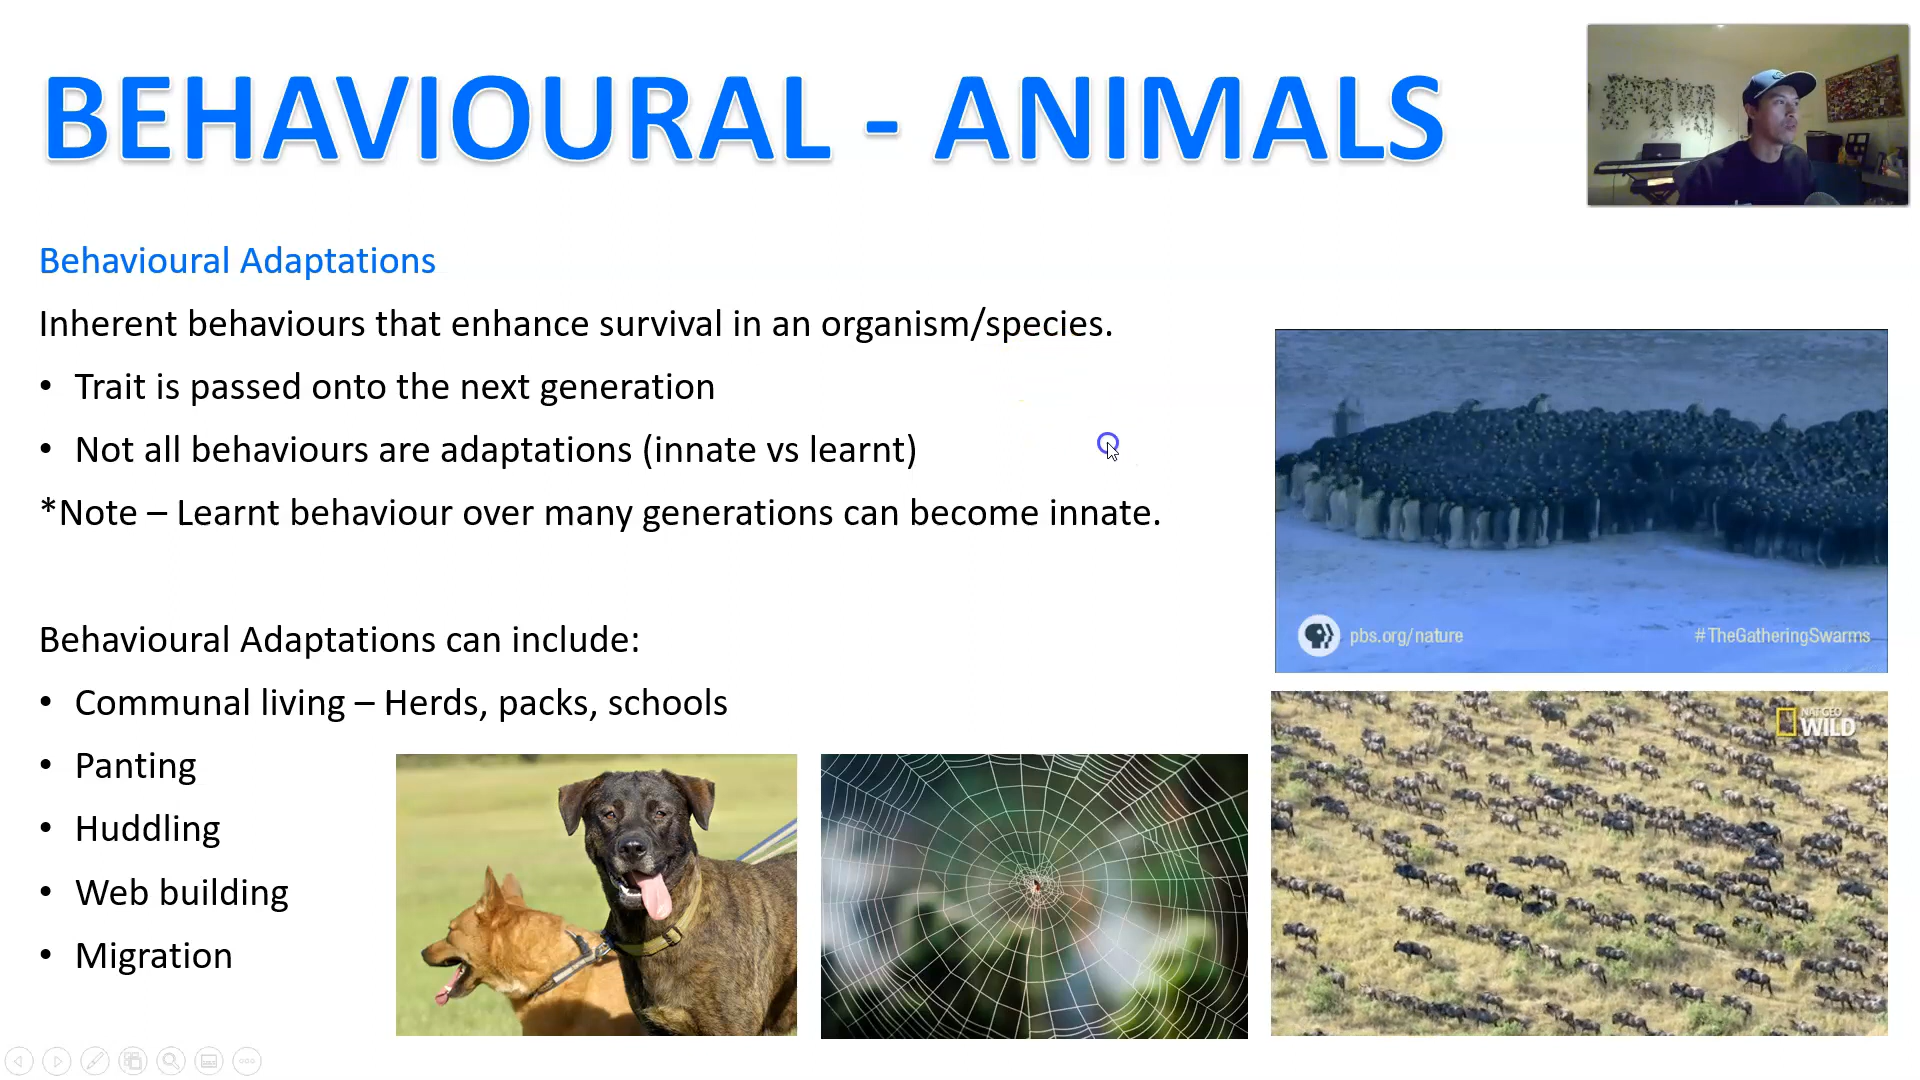 BEHAVIOURAL - ANIMALS
Behavioural Adaptations
Inherent behaviours that enhance survival in an organism/species.
• Trait is passed onto the next generation
• Not all behaviours are adaptations (innate vs learnt)
*Note – Learnt behaviour over many generations can become innate.
Behavioural Adaptations can include:
• Communal living – Herds, packs, schools
• Panting
• Huddling
• Web building
• Migration
pbs.org/nature
#TheGatheringSwarms
NAT GEO
WILD